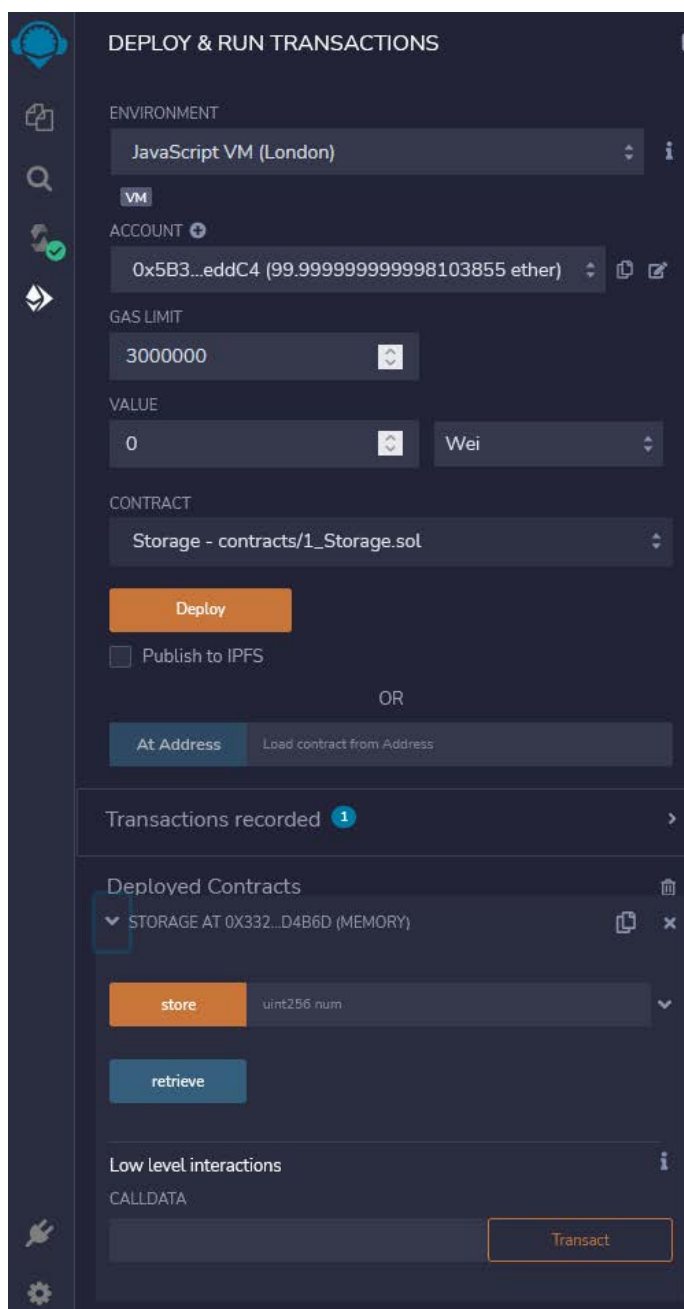 DEPLOY & RUN TRANSACTIONS
ENVIRONMENT
JavaScript VM (London)
VM
ACCOUNT
0x5B3...eddC4 (99.999999999998103855 ether)
GAS LIMIT
3000000
VALUE
0 Wei
CONTRACT
Storage - contracts/1_Storage.sol
Deploy
Publish to IPFS
OR
At Address Load contract from Address
Transactions recorded 1
Deployed Contracts
STORAGE AT 0X332...D4B6D (MEMORY)
store uint256 num
retrieve
Low level interactions
CALLDATA
Transact